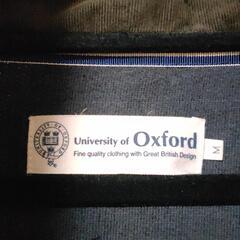 University of Oxford
Fine quality clothing with Great British Design
M